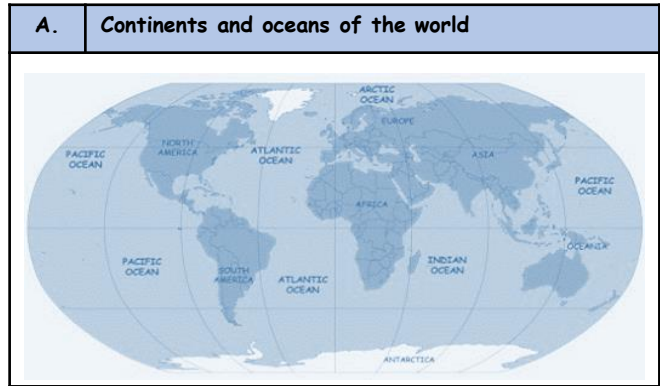 A. Continents and oceans of the world
ARCTIC
OCEAN
EUROPE
NORTH
AMERICA
ATLANTIC
OCEAN
ASIA
PACIFIC
OCEAN
PACIFIC
OCEAN
AFRICA
OCEANIA
PACIFIC
OCEAN
SOUTH
AMERICA
ATLANTIC
OCEAN
INDIAN
OCEAN
ANTARCTICA